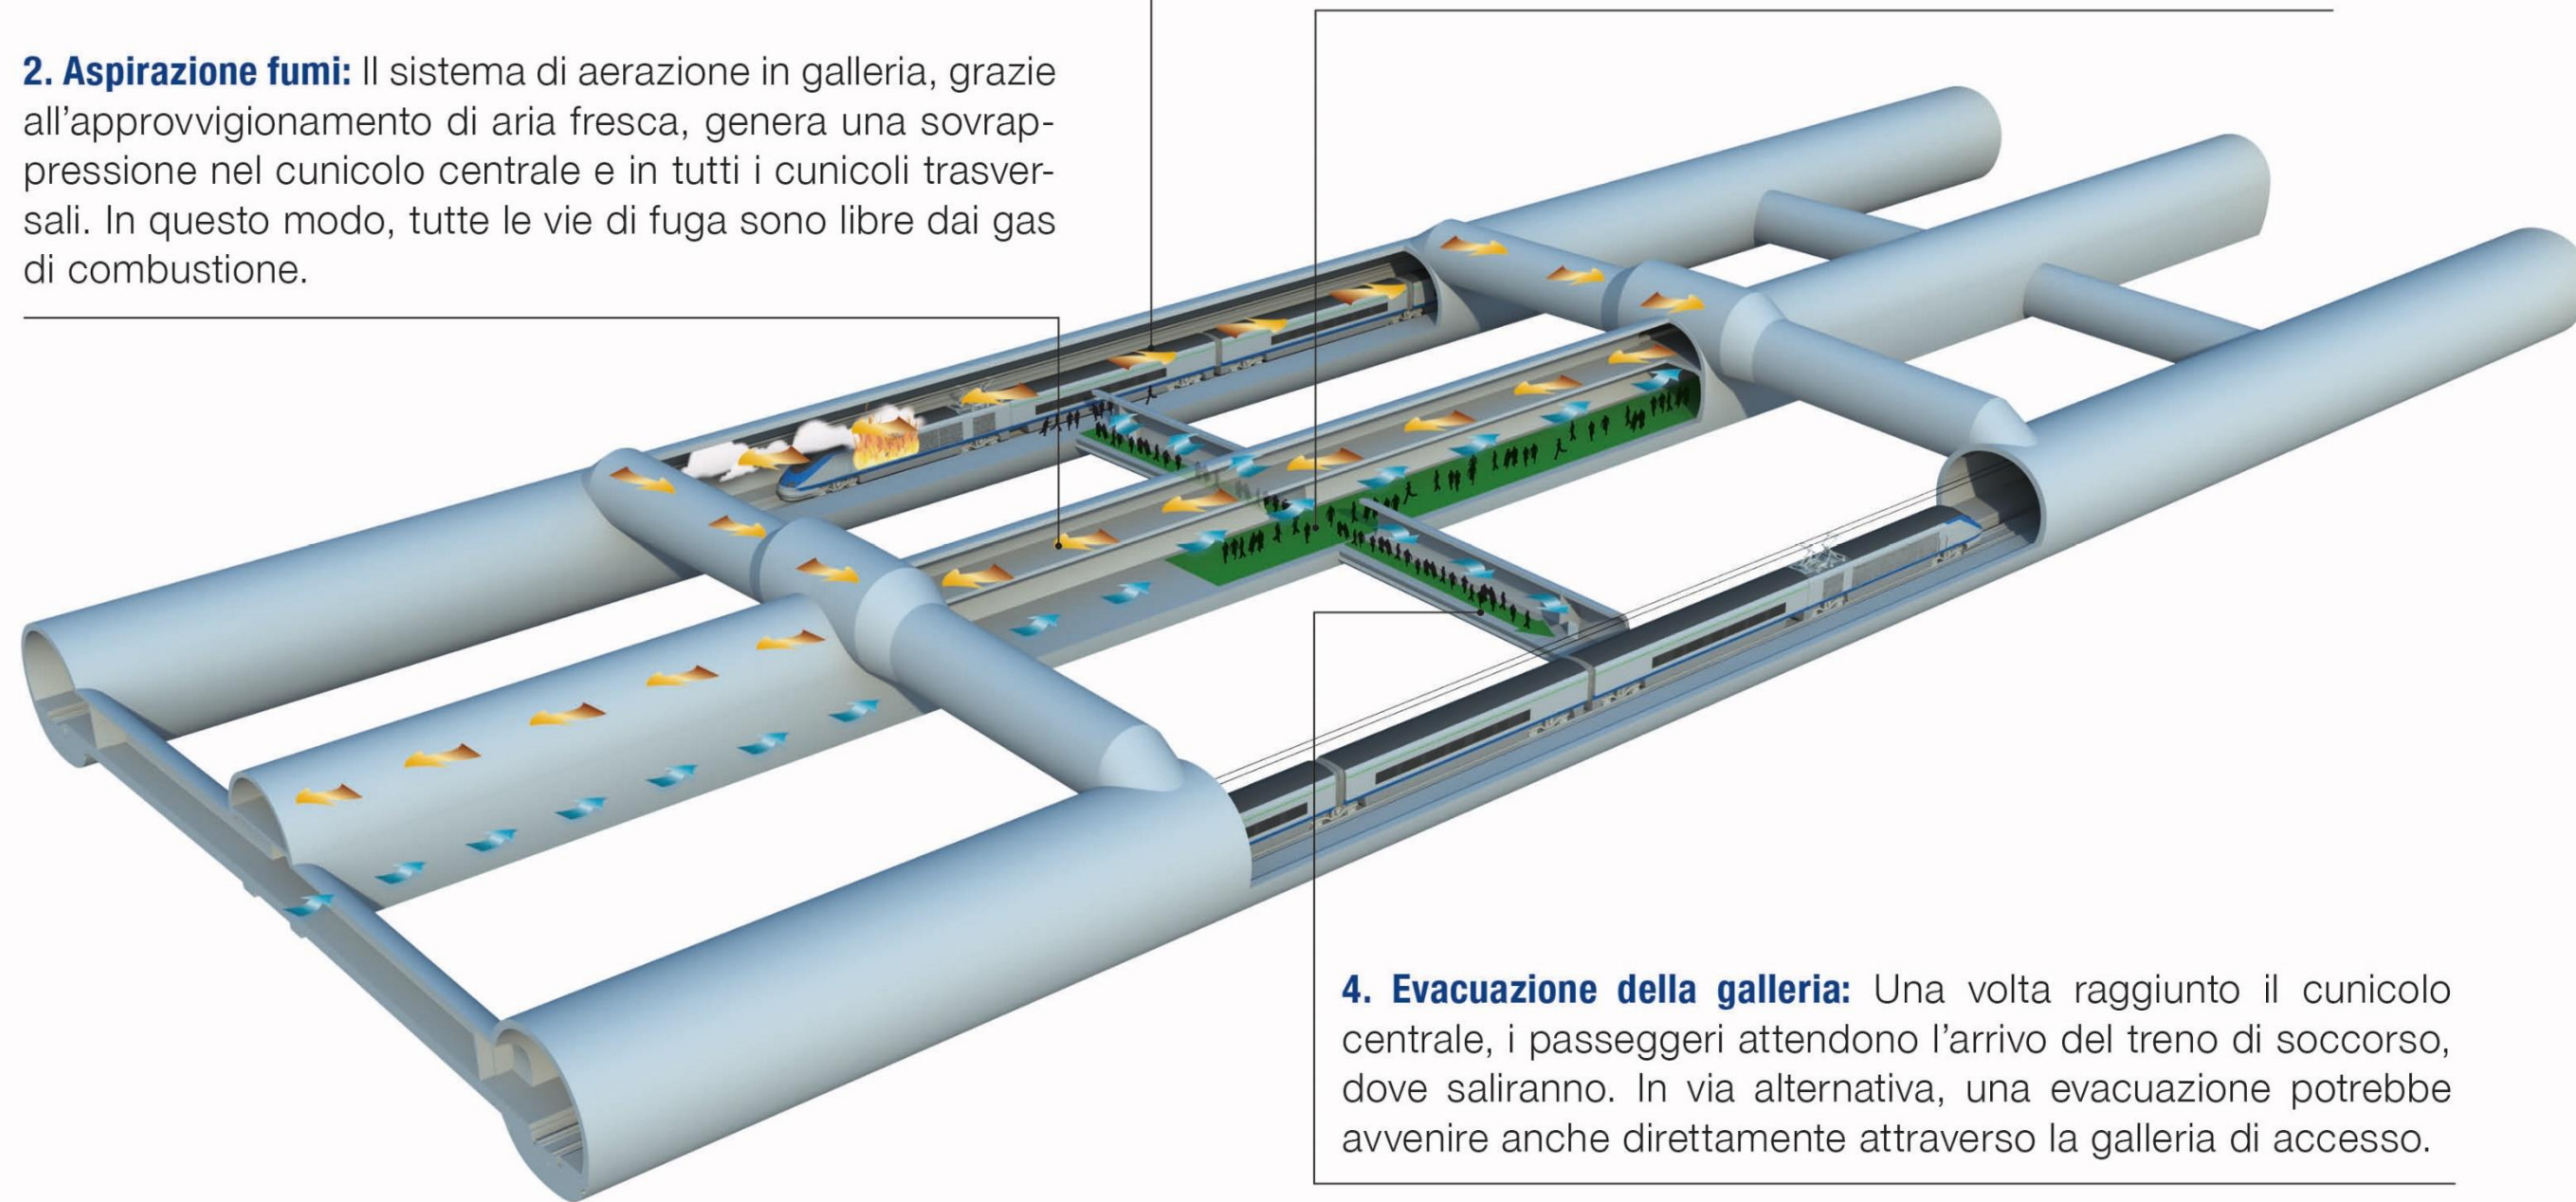 2. Aspirazione fumi: Il sistema di aerazione in galleria, grazie
all'approvvigionamento di aria fresca, genera una sovrap-
pressione nel cunicolo centrale e in tutti i cunicoli trasver-
sali. In questo modo, tutte le vie di fuga sono libre dai gas
di combustione.
4. Evacuazione della galleria: Una volta raggiunto il cunicolo
centrale, i passeggeri attendono l'arrivo del treno di soccorso,
dove saliranno. In via alternativa, una evacuazione potrebbe
avvenire anche direttamente attraverso la galleria di accesso.